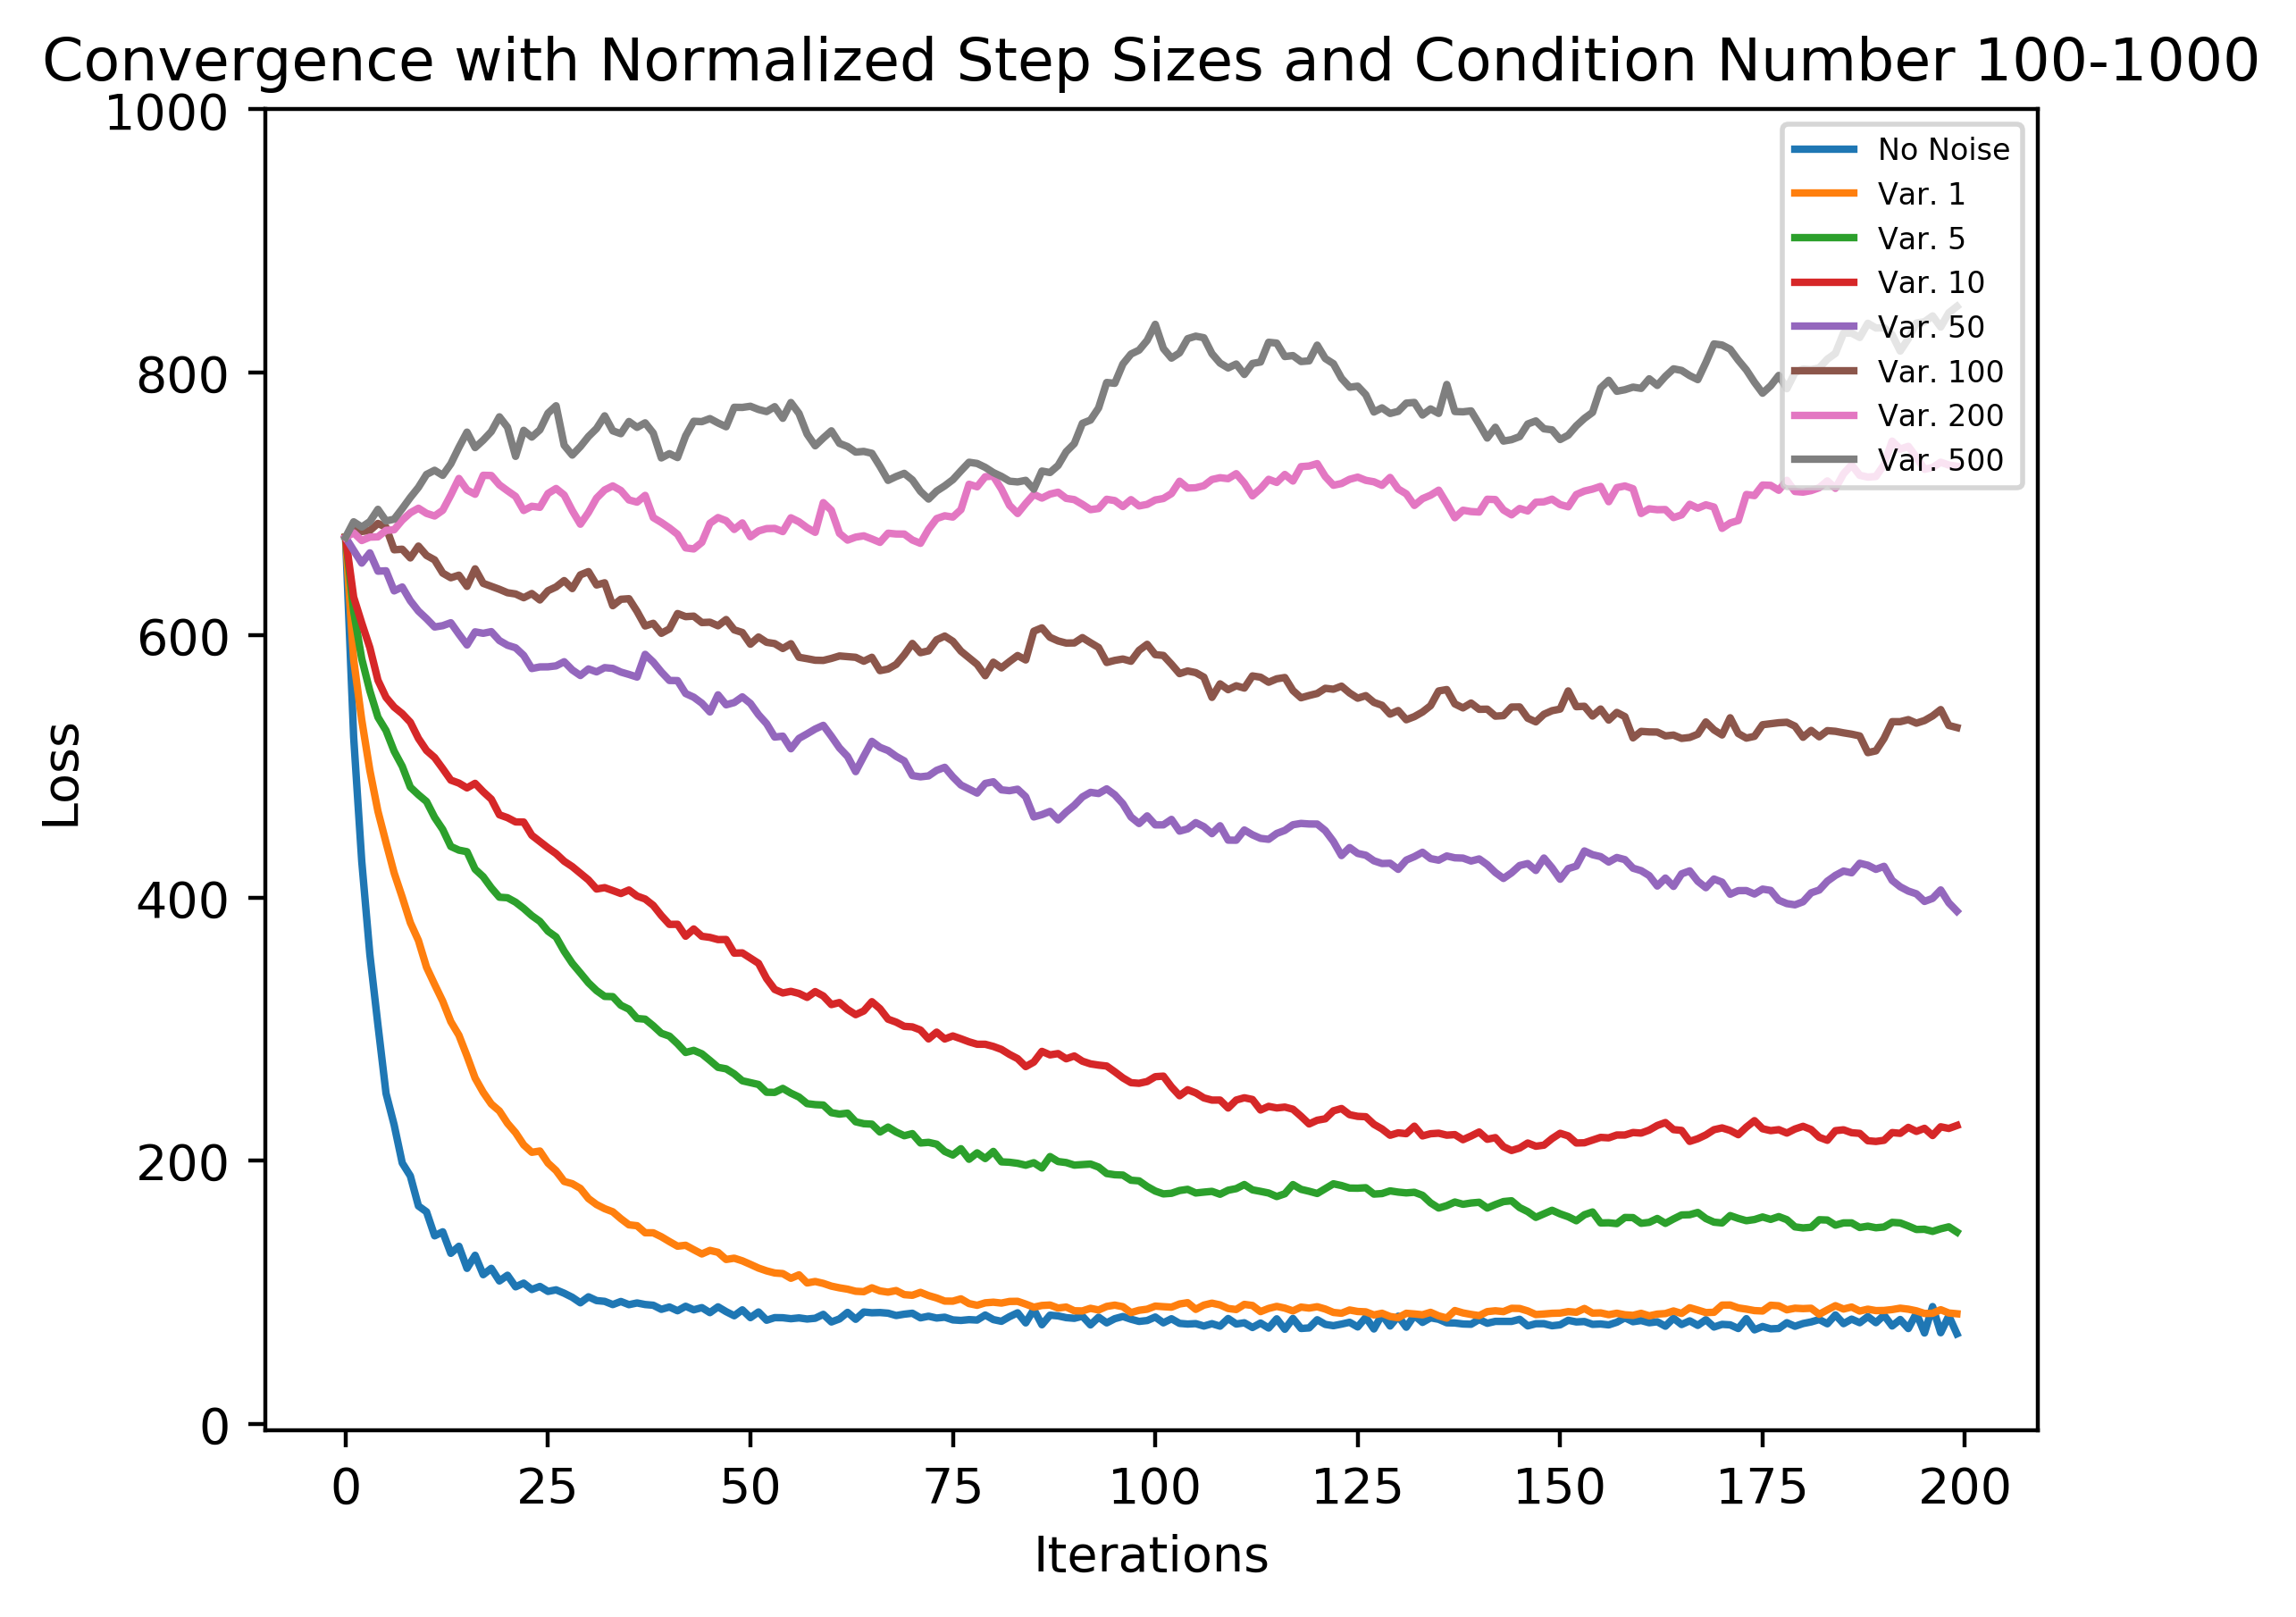 Convergence with Normalized Step Sizes and Condition Number 100-1000
1000
800
600
400
200
0
Loss
No Noise
Var. 1
Var. 5
Var. 10
Var. 50
Var. 100
Var. 200
Var. 500
0 25 50 75 100 125 150 175 200
Iterations